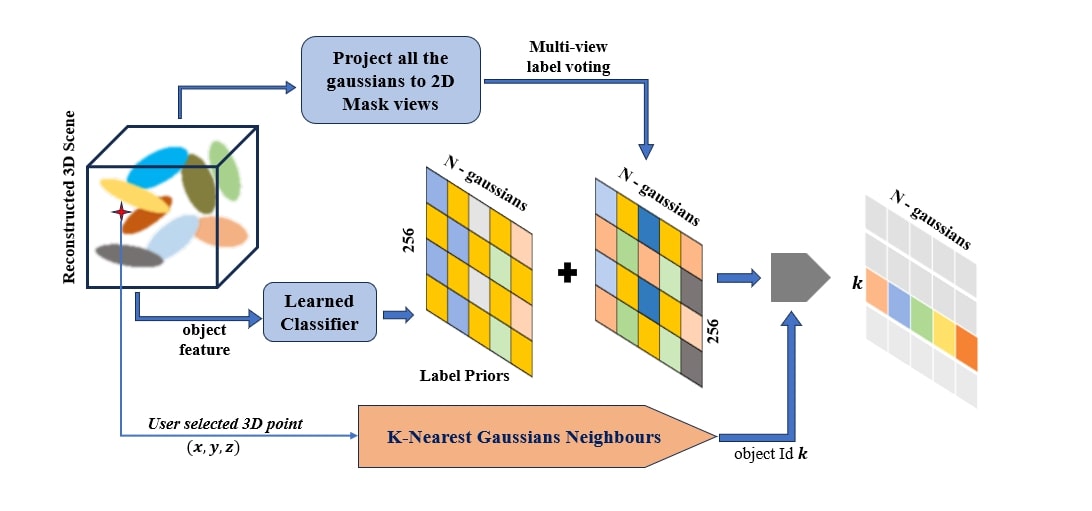 Project all the
gaussians to 2D
Mask views
Multi-view
label voting
Reconstructed 3D Scene
N - gaussians
256
N - gaussians
256
N - gaussians
k
Learned
Classifier
object
feature
Label Priors
User selected 3D point
(x, y, z)
K-Nearest Gaussians Neighbours
object Id k